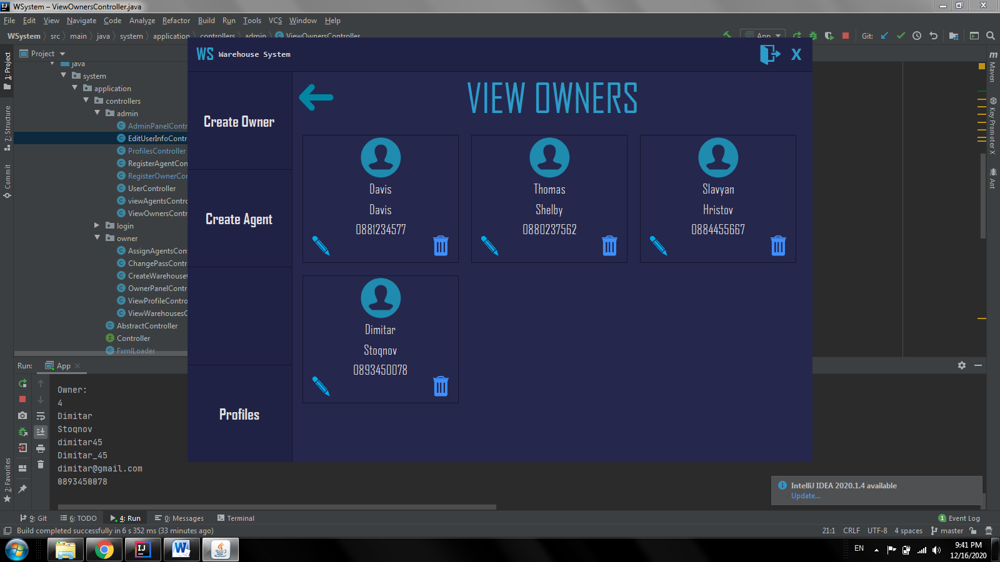 WSystem – ViewOwnersController.java
File Edit View Navigate Code Analyze Refactor Build Run Tools VCS Window Help
WSystem src main java system application controllers admin ViewOwnersController
App
Git:
1: Project
7: Structure
Commit
2: Favorites
Project
java
system
application
controllers
admin
AdminPanelContr
EditUserInfoContr
ProfilesController
RegisterAgentCon
RegisterOwnerCor
UserController
viewAgentsContro
ViewOwnersContr
login
owner
AssignAgentsCont
ChangePassContr
CreateWarehouse
OwnerPanelContr
ViewProfileContro
ViewWarehousesC
AbstractController
Controller
FxmlLoader
WS Warehouse System
X
Create Owner
Create Agent
Profiles
VIEW OWNERS
Davis
Davis
0881234577
Thomas
Shelby
0880237562
Slavyan
Hristov
0884455667
Dimitar
Stoqnov
0893450078
Maven
Key Promoter X
Ant
Run: App
Owner:
4
Dimitar
Stoqnov
dimitar45
Dimitar_45
dimitar@gmail.com
0893450078
IntelliJ IDEA 2020.1.4 available
Update...
9: Git 6: TODO 4: Run 0: Messages Terminal
1 Event Log
Build completed successfully in 6 s 352 ms (33 minutes ago)
21:1 CRLF UTF-8 4 spaces master
EN
9:41 PM
12/16/2020